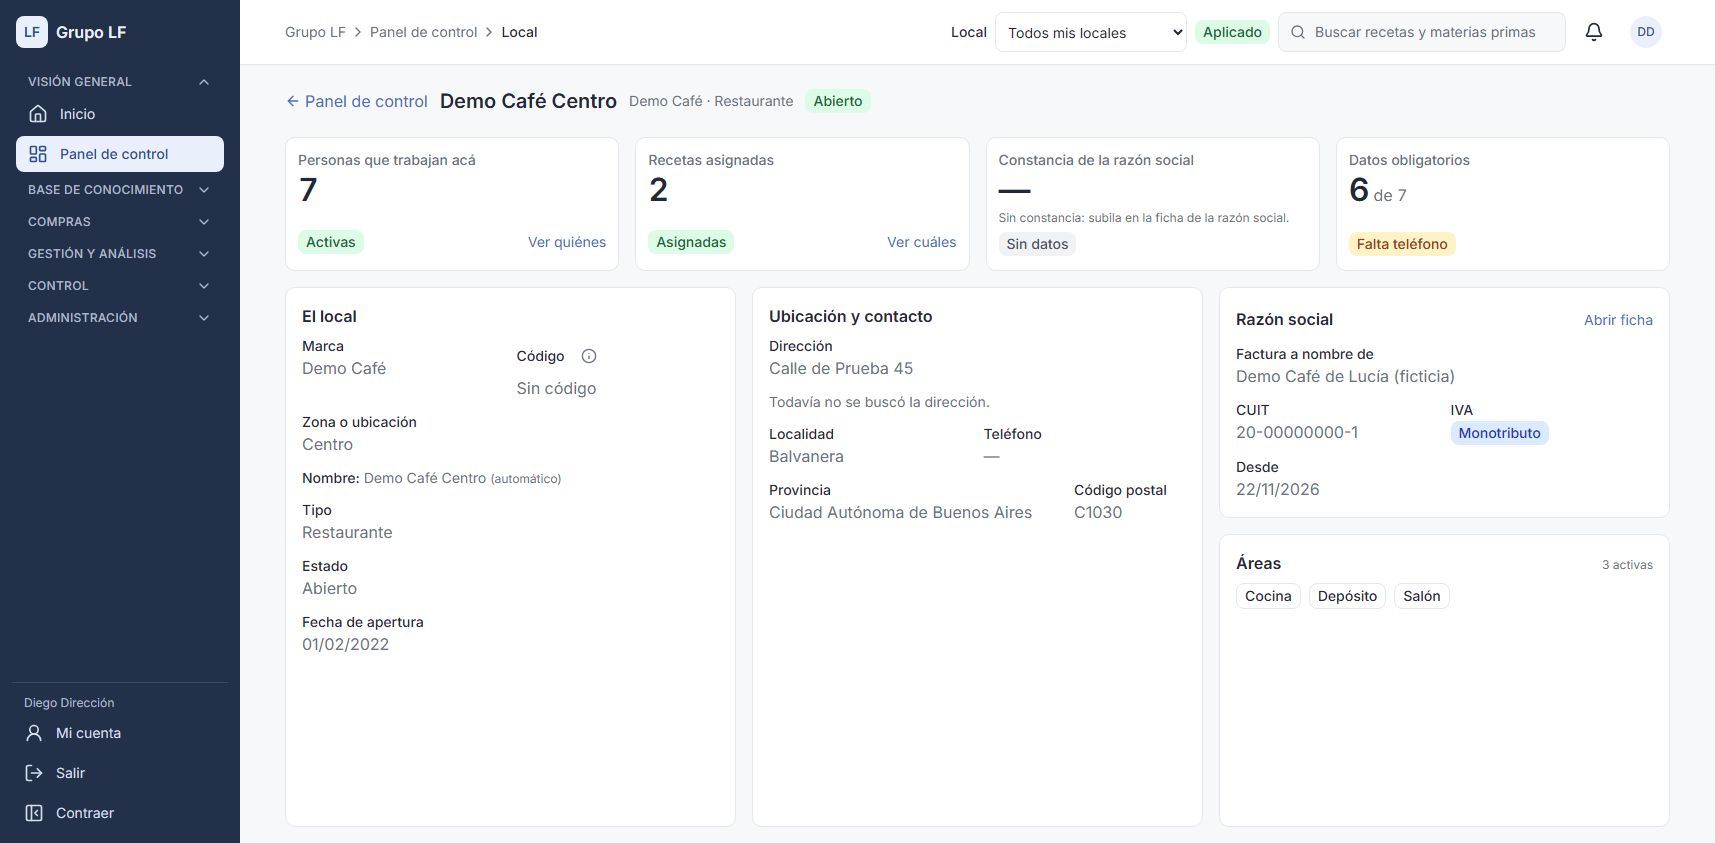 LF Grupo LF
VISIÓN GENERAL
Inicio
Panel de control
BASE DE CONOCIMIENTO
COMPRAS
GESTIÓN Y ANÁLISIS
CONTROL
ADMINISTRACIÓN
Diego Dirección
Mi cuenta
Salir
Contraer
Grupo LF > Panel de control > Local
Local Todos mis locales Aplicado Buscar recetas y materias primas DD
← Panel de control Demo Café Centro Demo Café · Restaurante Abierto
Personas que trabajan acá
7
Activas Ver quiénes
Recetas asignadas
2
Asignadas Ver cuáles
Constancia de la razón social
—
Sin constancia: subila en la ficha de la razón social.
Sin datos
Datos obligatorios
6 de 7
Falta teléfono
El local
Marca
Demo Café
Código
Sin código
Zona o ubicación
Centro
Nombre: Demo Café Centro (automático)
Tipo
Restaurante
Estado
Abierto
Fecha de apertura
01/02/2022
Ubicación y contacto
Dirección
Calle de Prueba 45
Todavía no se buscó la dirección.
Localidad
Balvanera
Teléfono
—
Provincia
Ciudad Autónoma de Buenos Aires
Código postal
C1030
Razón social Abrir ficha
Factura a nombre de
Demo Café de Lucía (ficticia)
CUIT
20-00000000-1
IVA
Monotributo
Desde
22/11/2026
Áreas 3 activas
Cocina Depósito Salón